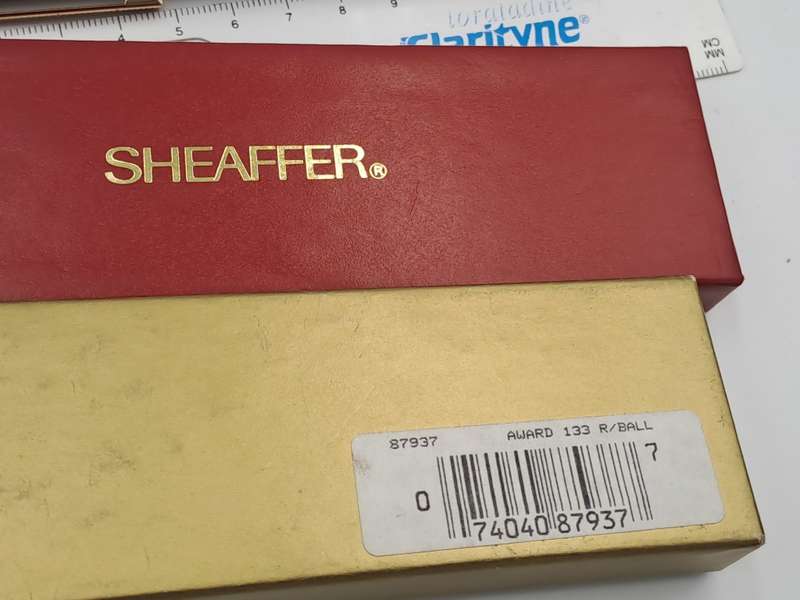 4 5 6 7 8 9
loratadine
Clarityne®
MM
CM
SHEAFFER®
87937 AWARD 133 R/BALL
0 74040 87937 7